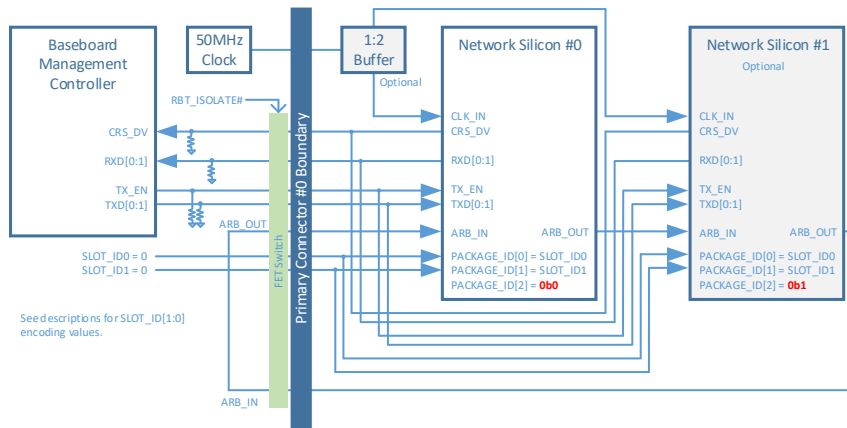 Baseboard
Management
Controller
50MHz
Clock
1:2
Buffer
Optional
Network Silicon #0
Network Silicon #1
Optional
RBT_ISOLATE#
CRS_DV
RXD[0:1]
TX_EN
TXD[0:1]
ARB_OUT
SLOT_ID0 = 0
SLOT_ID1 = 0
See descriptions for SLOT_ID[1:0]
encoding values.
ARB_IN
FET Switch
Primary Connector #0 Boundary
CLK_IN
CRS_DV
RXD[0:1]
TX_EN
TXD[0:1]
ARB_IN
ARB_OUT
PACKAGE_ID[0] = SLOT_ID0
PACKAGE_ID[1] = SLOT_ID1
PACKAGE_ID[2] = 0b0
CLK_IN
CRS_DV
RXD[0:1]
TX_EN
TXD[0:1]
ARB_IN
ARB_OUT
PACKAGE_ID[0] = SLOT_ID0
PACKAGE_ID[1] = SLOT_ID1
PACKAGE_ID[2] = 0b1